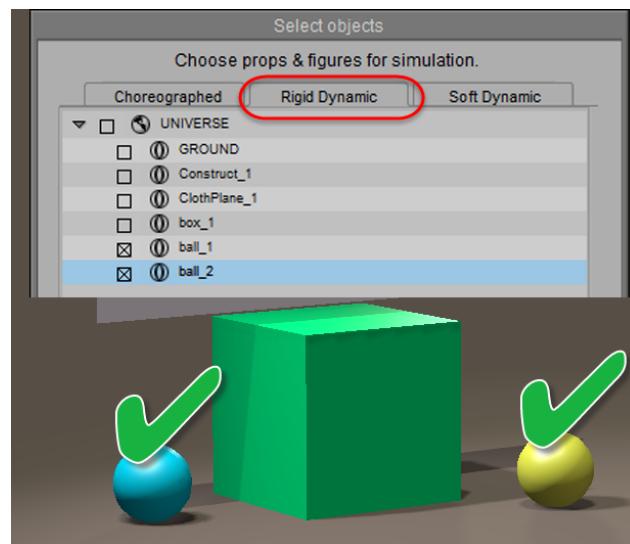 Select objects
Choose props & figures for simulation.
Choreographed Rigid Dynamic Soft Dynamic
UNIVERSE
GROUND
Construct_1
ClothPlane_1
box_1
ball_1
ball_2